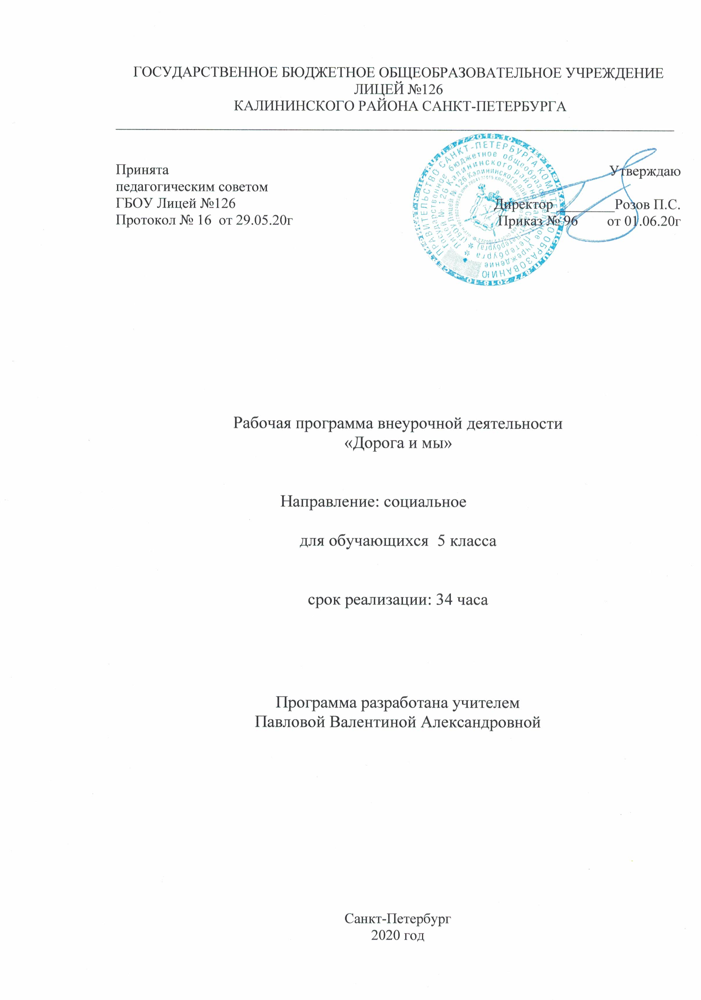 ГОСУДАРСТВЕННОЕ БЮДЖЕТНОЕ ОБЩЕОБРАЗОВАТЕЛЬНОЕ УЧРЕЖДЕНИЕ
ЛИЦЕЙ №126
КАЛИНИНСКОГО РАЙОНА САНКТ-ПЕТЕРБУРГА
Принята
педагогическим советом
ГБОУ Лицей №126
Протокол № 16 от 29.05.20г
Утверждаю
Директор ________Розов П.С.
Приказ № 96 от 01.06.20г
ПРАВИТЕЛЬСТВО САНКТ-ПЕТЕРБУРГА КОМИТЕТ ПО ОБРАЗОВАНИЮ
Государственное бюджетное общеобразовательное учреждение
Лицей № 126 Калининского района Санкт-Петербурга
(ГБОУ Лицей № 126 Калининского района Санкт-Петербурга)
Рабочая программа внеурочной деятельности
«Дорога и мы»
Направление: социальное
для обучающихся 5 класса
срок реализации: 34 часа
Программа разработана учителем
Павловой Валентиной Александровной
Санкт-Петербург
2020 год